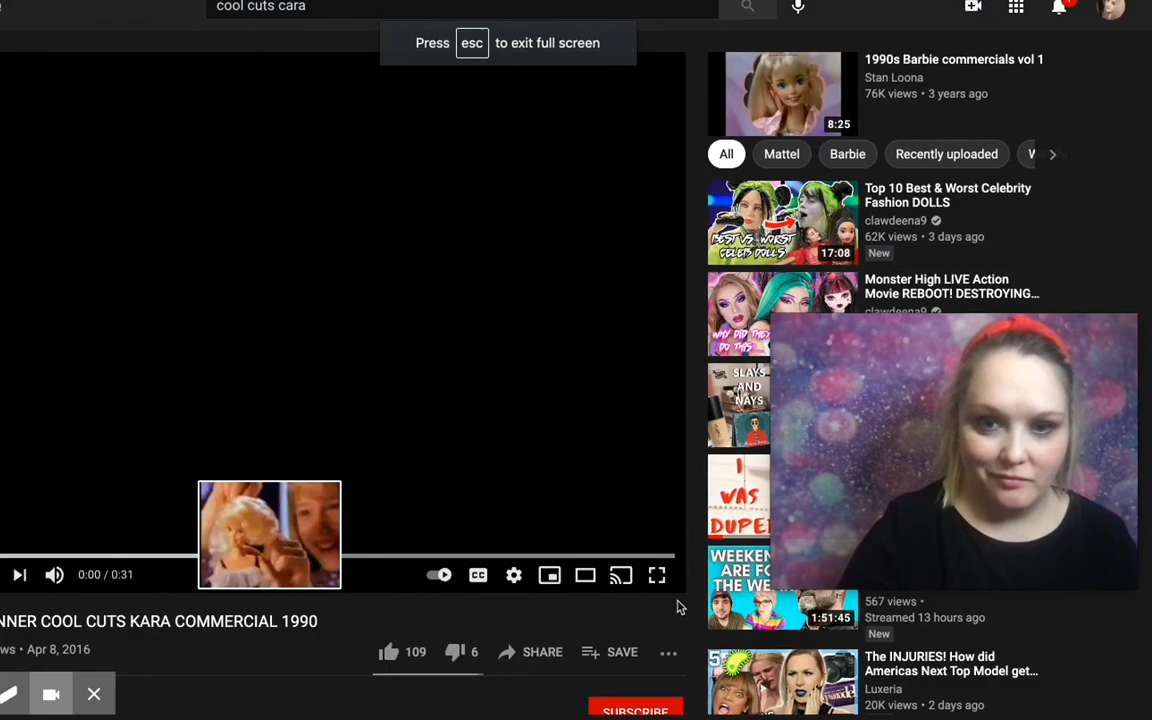 cool cuts cara
Press esc to exit full screen
1990s Barbie commercials vol 1
Stan Loona
76K views • 3 years ago
8:25
All
Mattel
Barbie
Recently uploaded
Top 10 Best & Worst Celebrity
Fashion DOLLS
clawdeena9
62K views • 3 days ago
New
BEST VS. WORST
CELEB DOLLS
17:08
Monster High LIVE Action
Movie REBOOT! DESTROYING...
clawdeena9
WHY DID THEY
DO THIS
SLAYS
AND
NAYS
I
WAS
DUPE
WEEKEN
ARE FO
THE WE
1:51:45
567 views •
Streamed 13 hours ago
New
The INJURIES! How did
Americas Next Top Model get...
Luxeria
20K views • 2 days ago
0:00 / 0:31
CC
NNER COOL CUTS KARA COMMERCIAL 1990
ws • Apr 8, 2016
109
6
SHARE
SAVE
SUBSCRIBE